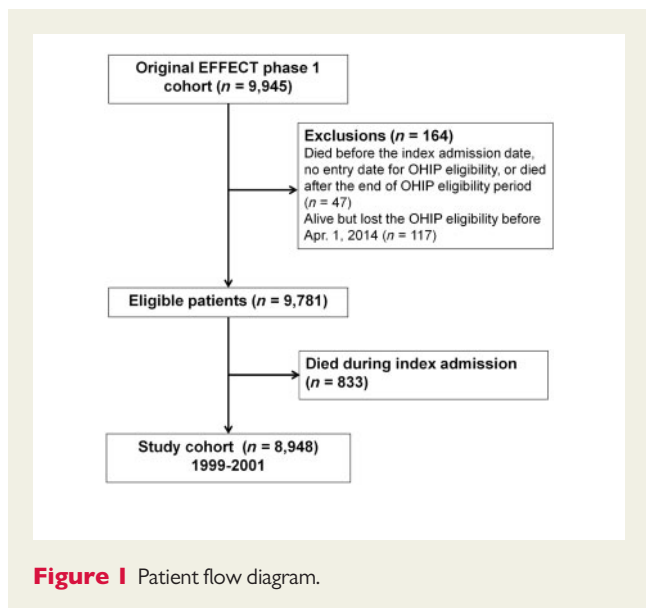 Original EFFECT phase 1
cohort (n = 9,945)
Exclusions (n = 164)
Died before the index admission date,
no entry date for OHIP eligibility, or died
after the end of OHIP eligibility period
(n = 47)
Alive but lost the OHIP eligibility before
Apr. 1, 2014 (n = 117)
Eligible patients (n = 9,781)
Died during index admission
(n = 833)
Study cohort (n = 8,948)
1999-2001
Figure 1 Patient flow diagram.